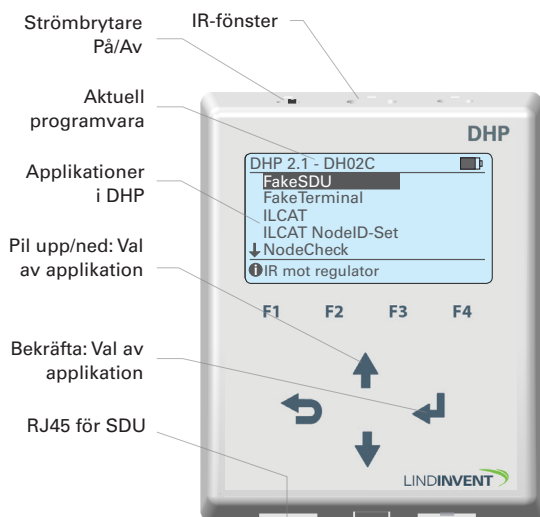 Strömbrytare
På/Av
IR-fönster
Aktuell
programvara
Applikationer
i DHP
Pil upp/ned: Val
av applikation
Bekräfta: Val av
applikation
RJ45 för SDU
DHP
DHP 2.1 - DH02C
FakeSDU
FakeTerminal
ILCAT
ILCAT NodeID-Set
NodeCheck
IR mot regulator
F1 F2 F3 F4
LINDINVENT